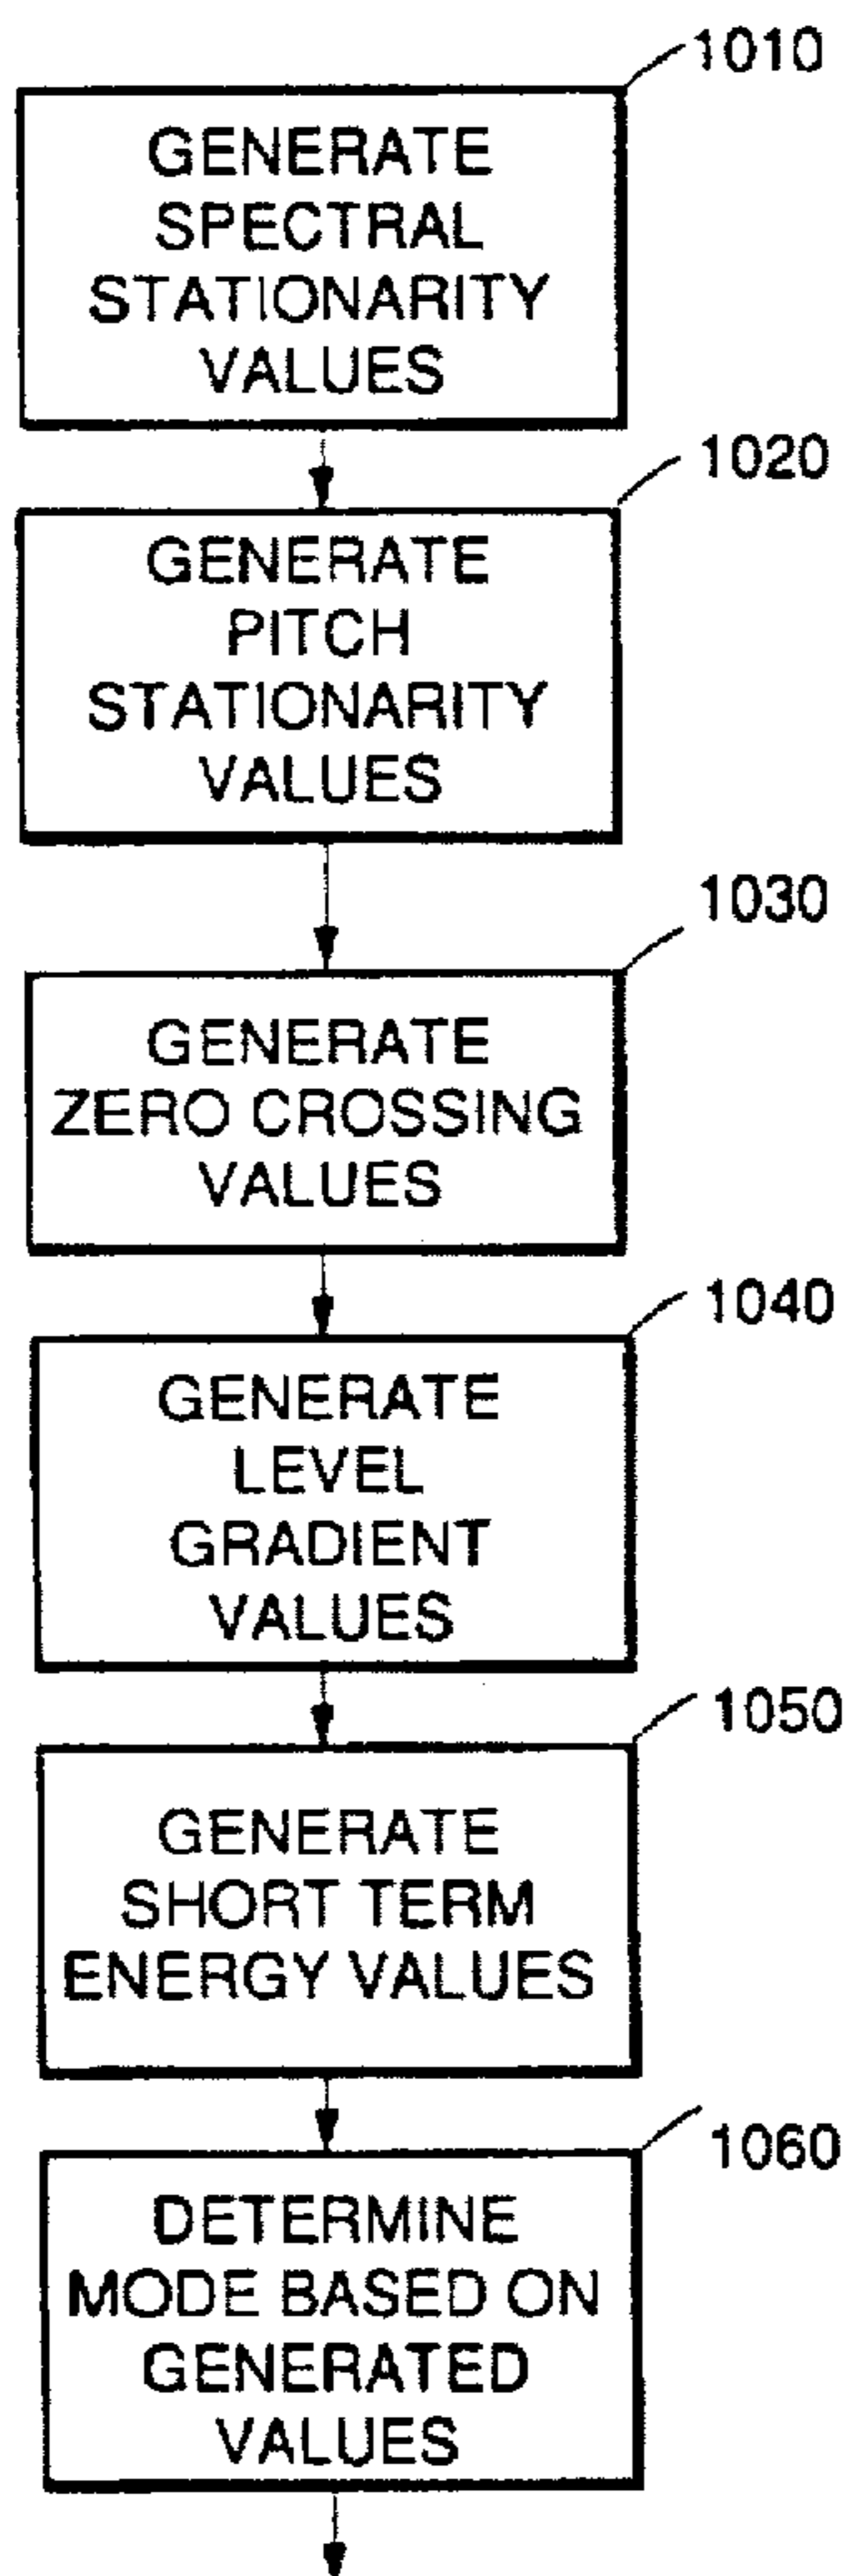 1010
GENERATE
SPECTRAL
STATIONARITY
VALUES
1020
GENERATE
PITCH
STATIONARITY
VALUES
1030
GENERATE
ZERO CROSSING
VALUES
1040
GENERATE
LEVEL
GRADIENT
VALUES
1050
GENERATE
SHORT TERM
ENERGY VALUES
1060
DETERMINE
MODE BASED ON
GENERATED
VALUES